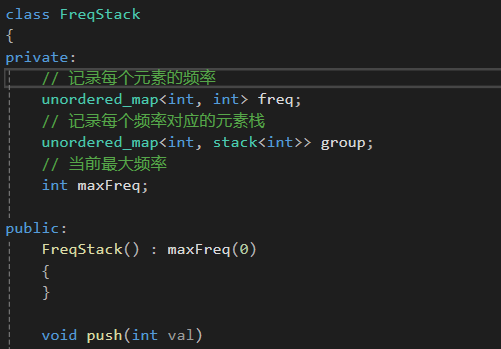 class FreqStack
{
private:
// 记录每个元素的频率
unordered_map<int, int> freq;
// 记录每个频率对应的元素栈
unordered_map<int, stack<int>> group;
// 当前最大频率
int maxFreq;
public:
FreqStack() : maxFreq(0)
{
}
void push(int val)